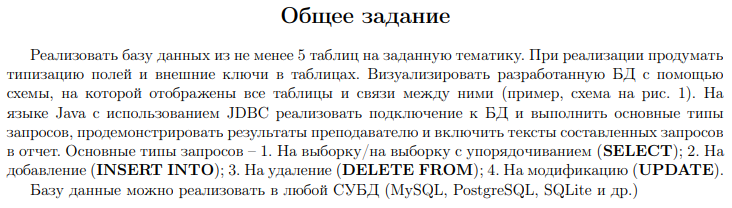 Общее задание
Реализовать базу данных из не менее 5 таблиц на заданную тематику. При реализации продумать
типизацию полей и внешние ключи в таблицах. Визуализировать разработанную БД с помощью
схемы, на которой отображены все таблицы и связи между ними (пример, схема на рис. 1). На
языке Java с использованием JDBC реализовать подключение к БД и выполнить основные типы
запросов, продемонстрировать результаты преподавателю и включить тексты составленных запросов
в отчет. Основные типы запросов – 1. На выборку/на выборку с упорядочиванием (SELECT); 2. На
добавление (INSERT INTO); 3. На удаление (DELETE FROM); 4. На модификацию (UPDATE).
Базу данные можно реализовать в любой СУБД (MySQL, PostgreSQL, SQLite и др.)